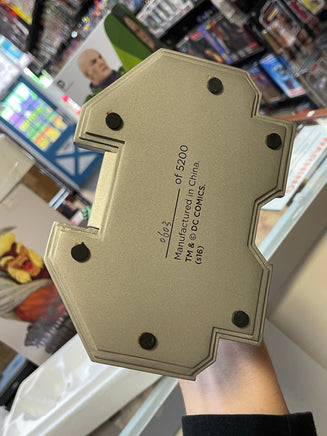 0603 of 5200
Manufactured in China.
TM & © DC COMICS.
(s16)